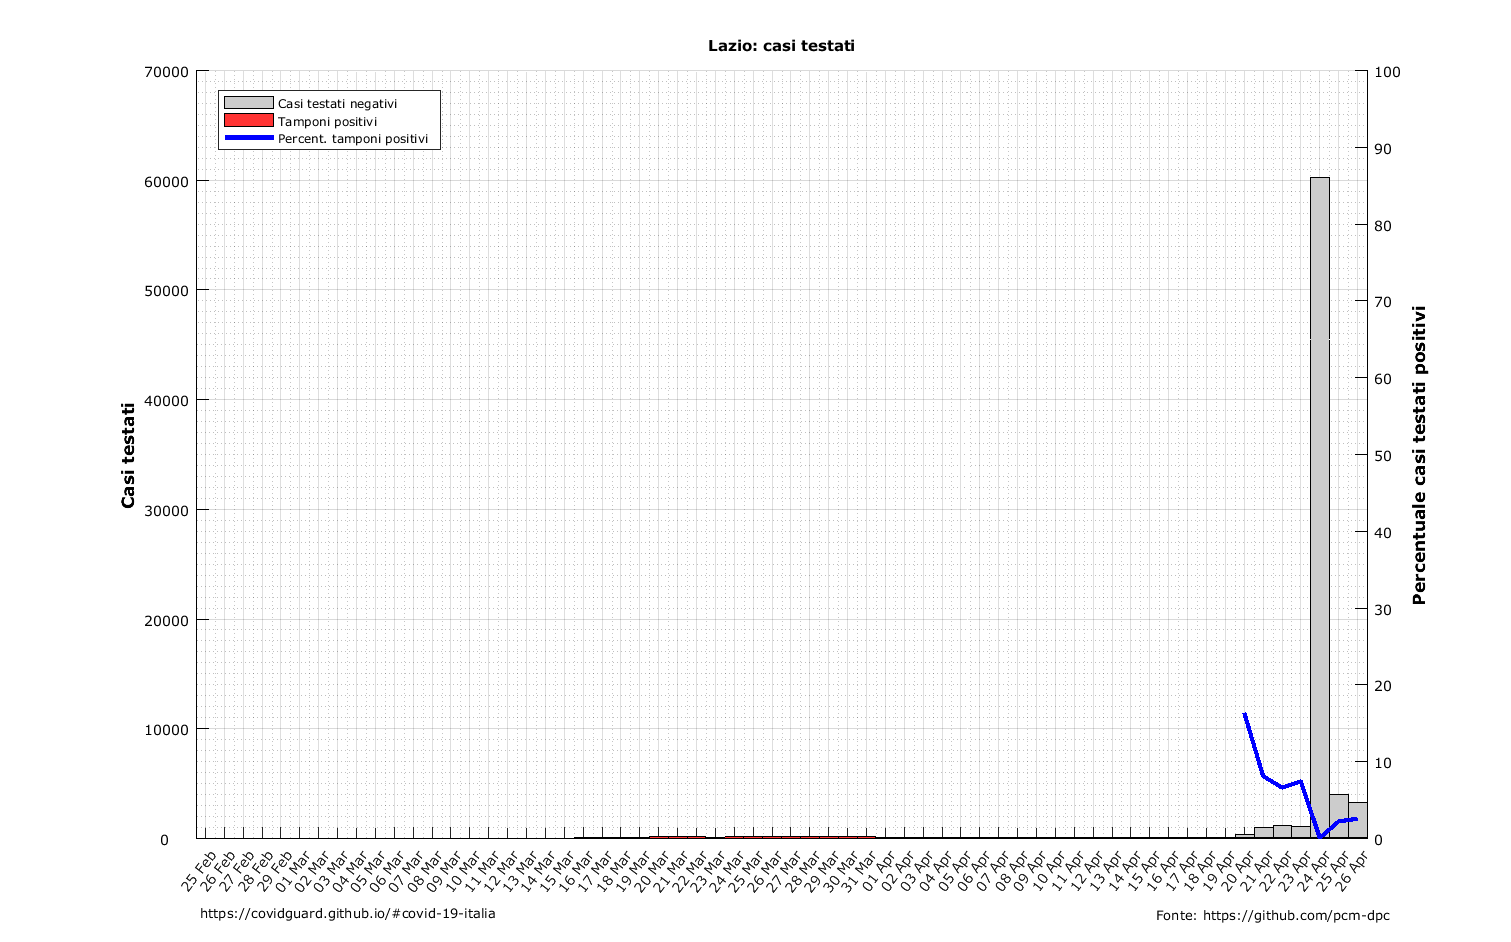 Lazio: casi testati
70000
60000
50000
40000
30000
20000
10000
0
Casi testati
Casi testati negativi
Tamponi positivi
Percent. tamponi positivi
100
90
80
70
60
50
40
30
20
10
0
Percentuale casi testati positivi
25 Feb
26 Feb
27 Feb
28 Feb
29 Feb
01 Mar
02 Mar
03 Mar
04 Mar
05 Mar
06 Mar
07 Mar
08 Mar
09 Mar
10 Mar
11 Mar
12 Mar
13 Mar
14 Mar
15 Mar
16 Mar
17 Mar
18 Mar
19 Mar
20 Mar
21 Mar
22 Mar
23 Mar
24 Mar
25 Mar
26 Mar
27 Mar
28 Mar
29 Mar
30 Mar
31 Mar
01 Apr
02 Apr
03 Apr
04 Apr
05 Apr
06 Apr
07 Apr
08 Apr
09 Apr
10 Apr
11 Apr
12 Apr
13 Apr
14 Apr
15 Apr
16 Apr
17 Apr
18 Apr
19 Apr
20 Apr
21 Apr
22 Apr
23 Apr
24 Apr
25 Apr
26 Apr
https://covidguard.github.io/#covid-19-italia
Fonte: https://github.com/pcm-dpc